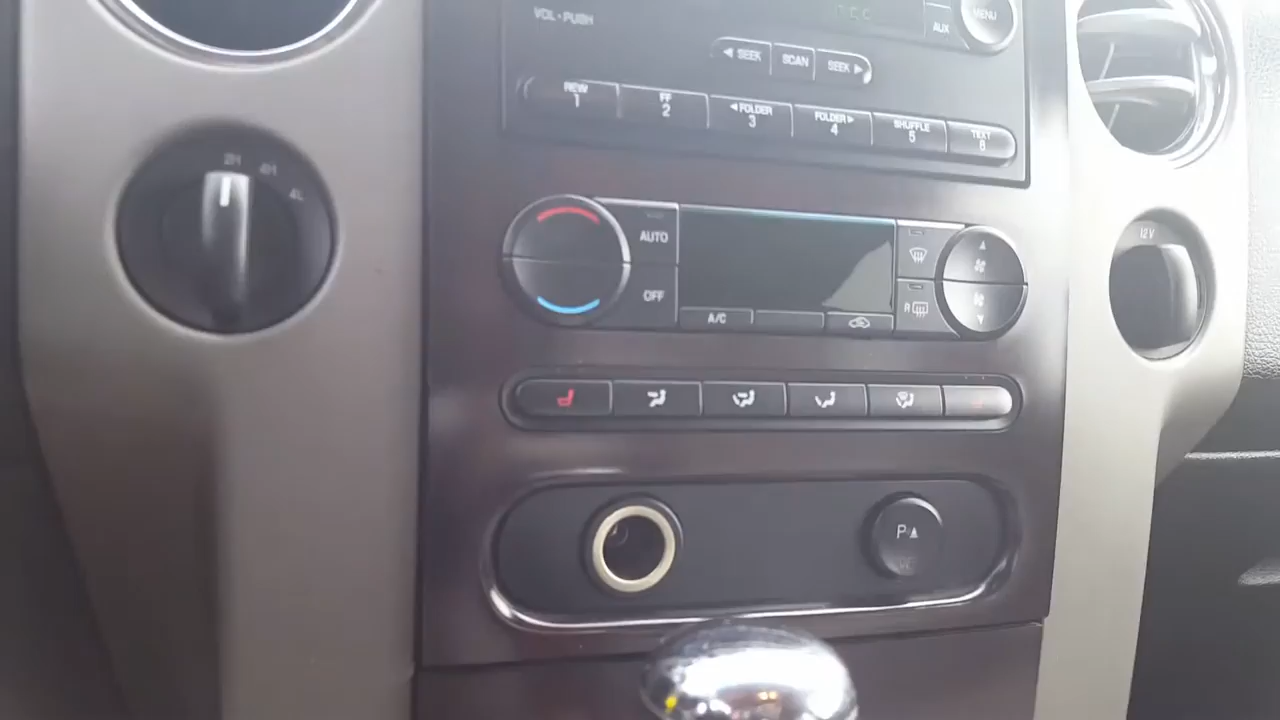 VOL • PUSH
MENU
AUX
◄ SEEK
SCAN
SEEK ►
REW
1
FF
2
◄ FOLDER
3
FOLDER ►
4
SHUFFLE
5
TEXT
6
2H
4H
4L
AUTO
OFF
A/C
R
12V
P